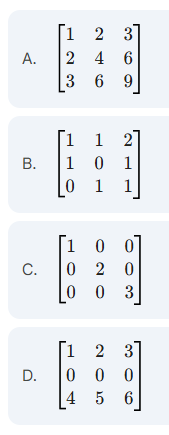 1 2 3
A. 2 4 6
3 6 9
1 1 2
B. 1 0 1
0 1 1
1 0 0
C. 0 2 0
0 0 3
1 2 3
D. 0 0 0
4 5 6